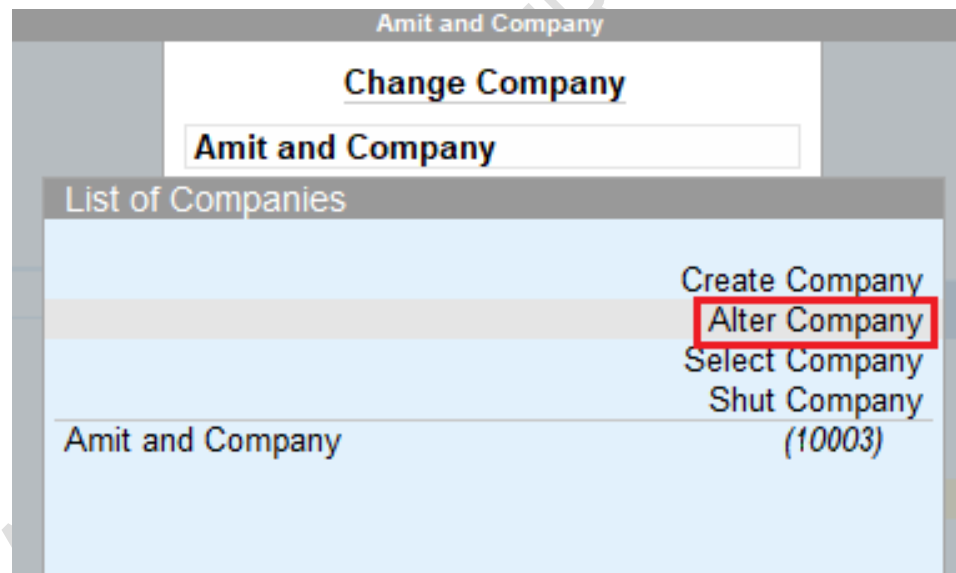 Amit and Company
Change Company
Amit and Company
List of Companies
Create Company
Alter Company
Select Company
Shut Company
Amit and Company (10003)